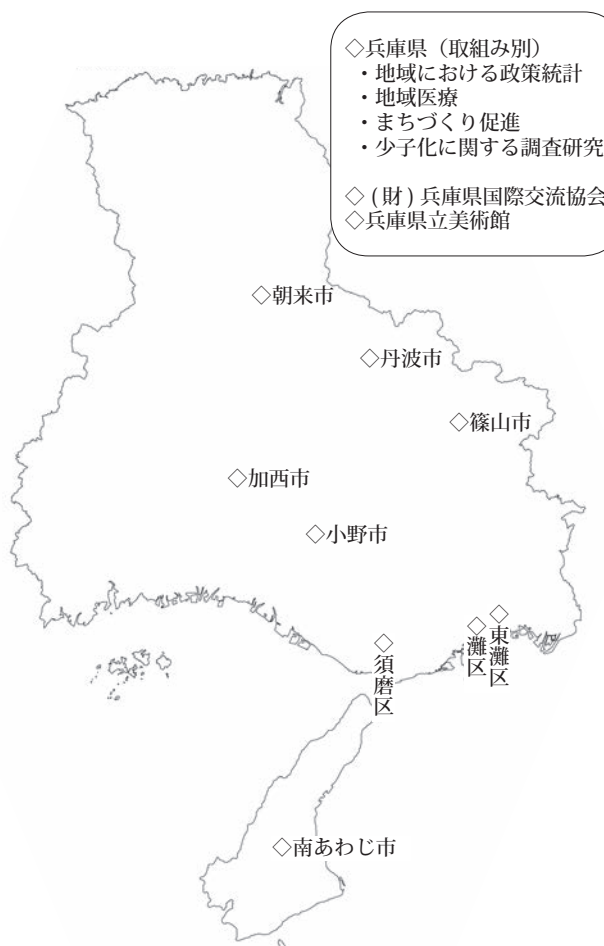 ◇兵庫県（取組み別）
・地域における政策統計
・地域医療
・まちづくり促進
・少子化に関する調査研究
◇(財)兵庫県国際交流協会
◇兵庫県立美術館
◇朝来市
◇丹波市
◇篠山市
◇加西市
◇小野市
◇東灘区
◇灘区
◇須磨区
◇南あわじ市